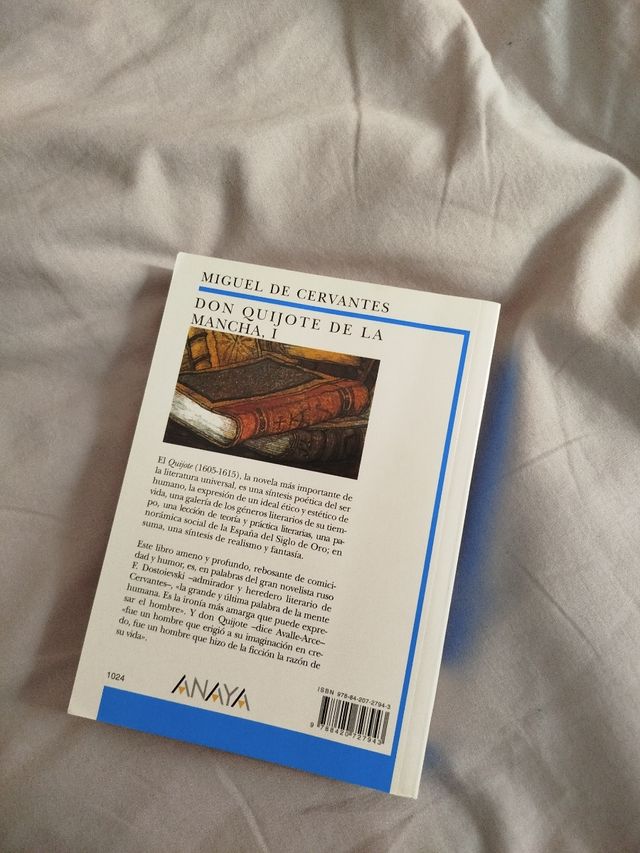 MIGUEL DE CERVANTES
DON QUIJOTE DE LA
MANCHA, I
El Quijote (1605-1615), la novela más importante de
la literatura universal, es una síntesis poética del ser
humano, la expresión de un ideal ético y estético de
vida, una galería de los géneros literarios de su tiem-
po, una lección de teoría y práctica literarias, una pa-
norámica social de la España del Siglo de Oro; en
suma, una síntesis de realismo y fantasía.
Este libro ameno y profundo, rebosante de comici-
dad y humor, es, en palabras del gran novelista ruso
F. Dostoievski –admirador y heredero literario de
Cervantes–, «la grande y última palabra de la mente
humana. Es la ironía más amarga que puede expre-
sar el hombre». Y don Quijote –dice Avalle-Arce–
«fue un hombre que erigió a su imaginación en cre-
do, fue un hombre que hizo de la ficción la razón de
su vida».
1024
ANAYA
ISBN 978-84-207-2794-3
9 788420 727943